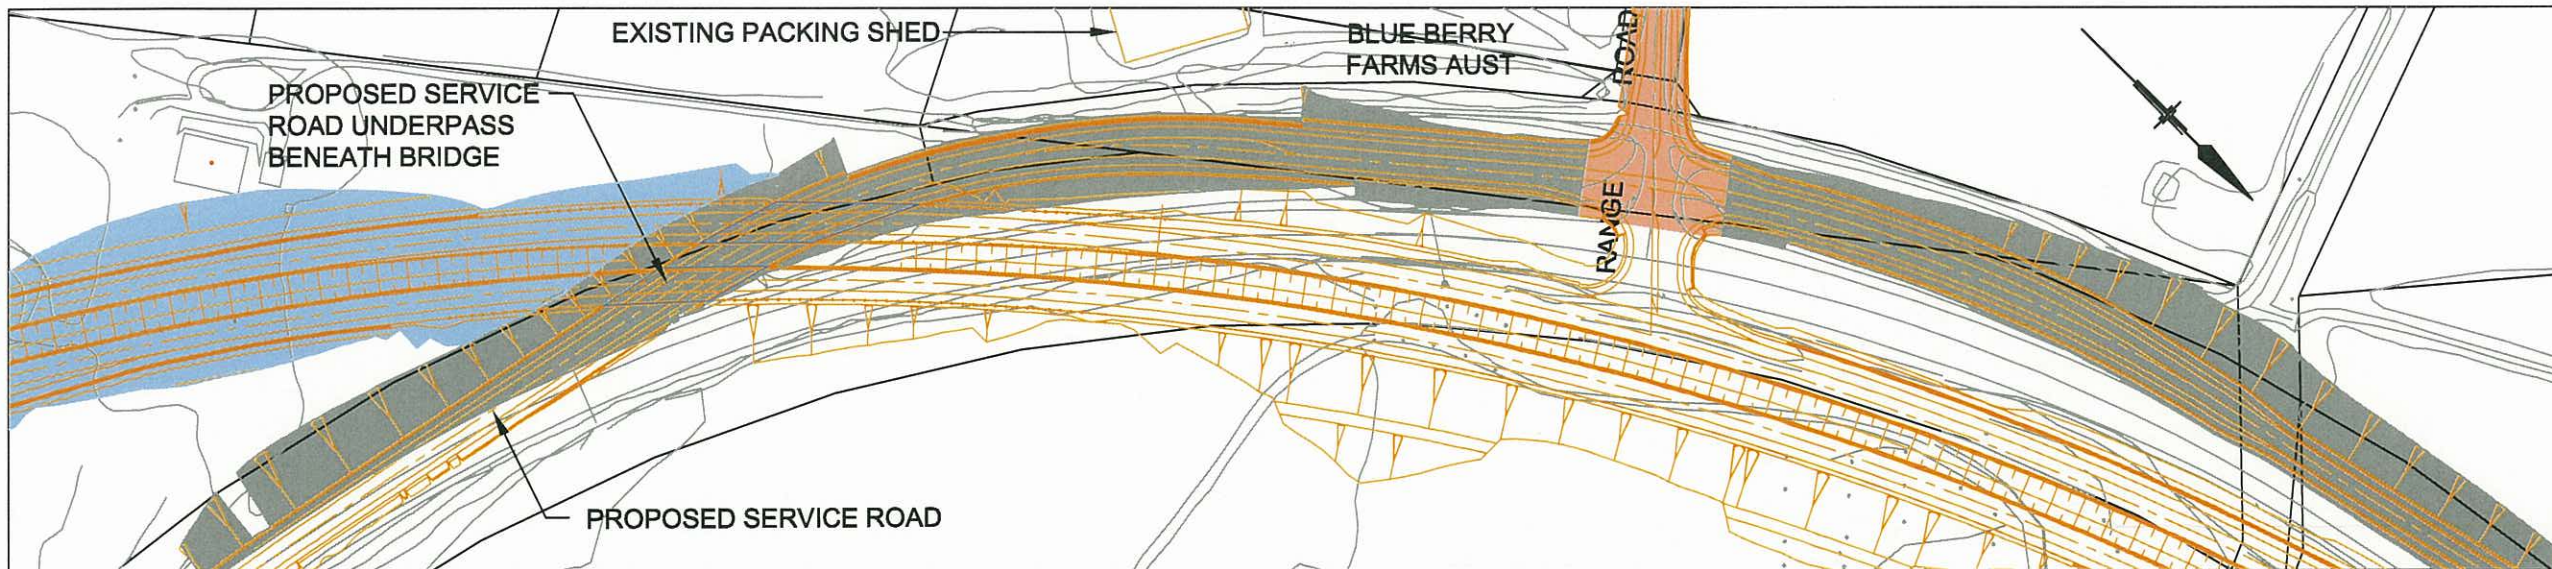 EXISTING PACKING SHED
BLUE BERRY
FARMS AUST
ROAD
PROPOSED SERVICE
ROAD UNDERPASS
BENEATH BRIDGE
RANGE
PROPOSED SERVICE ROAD